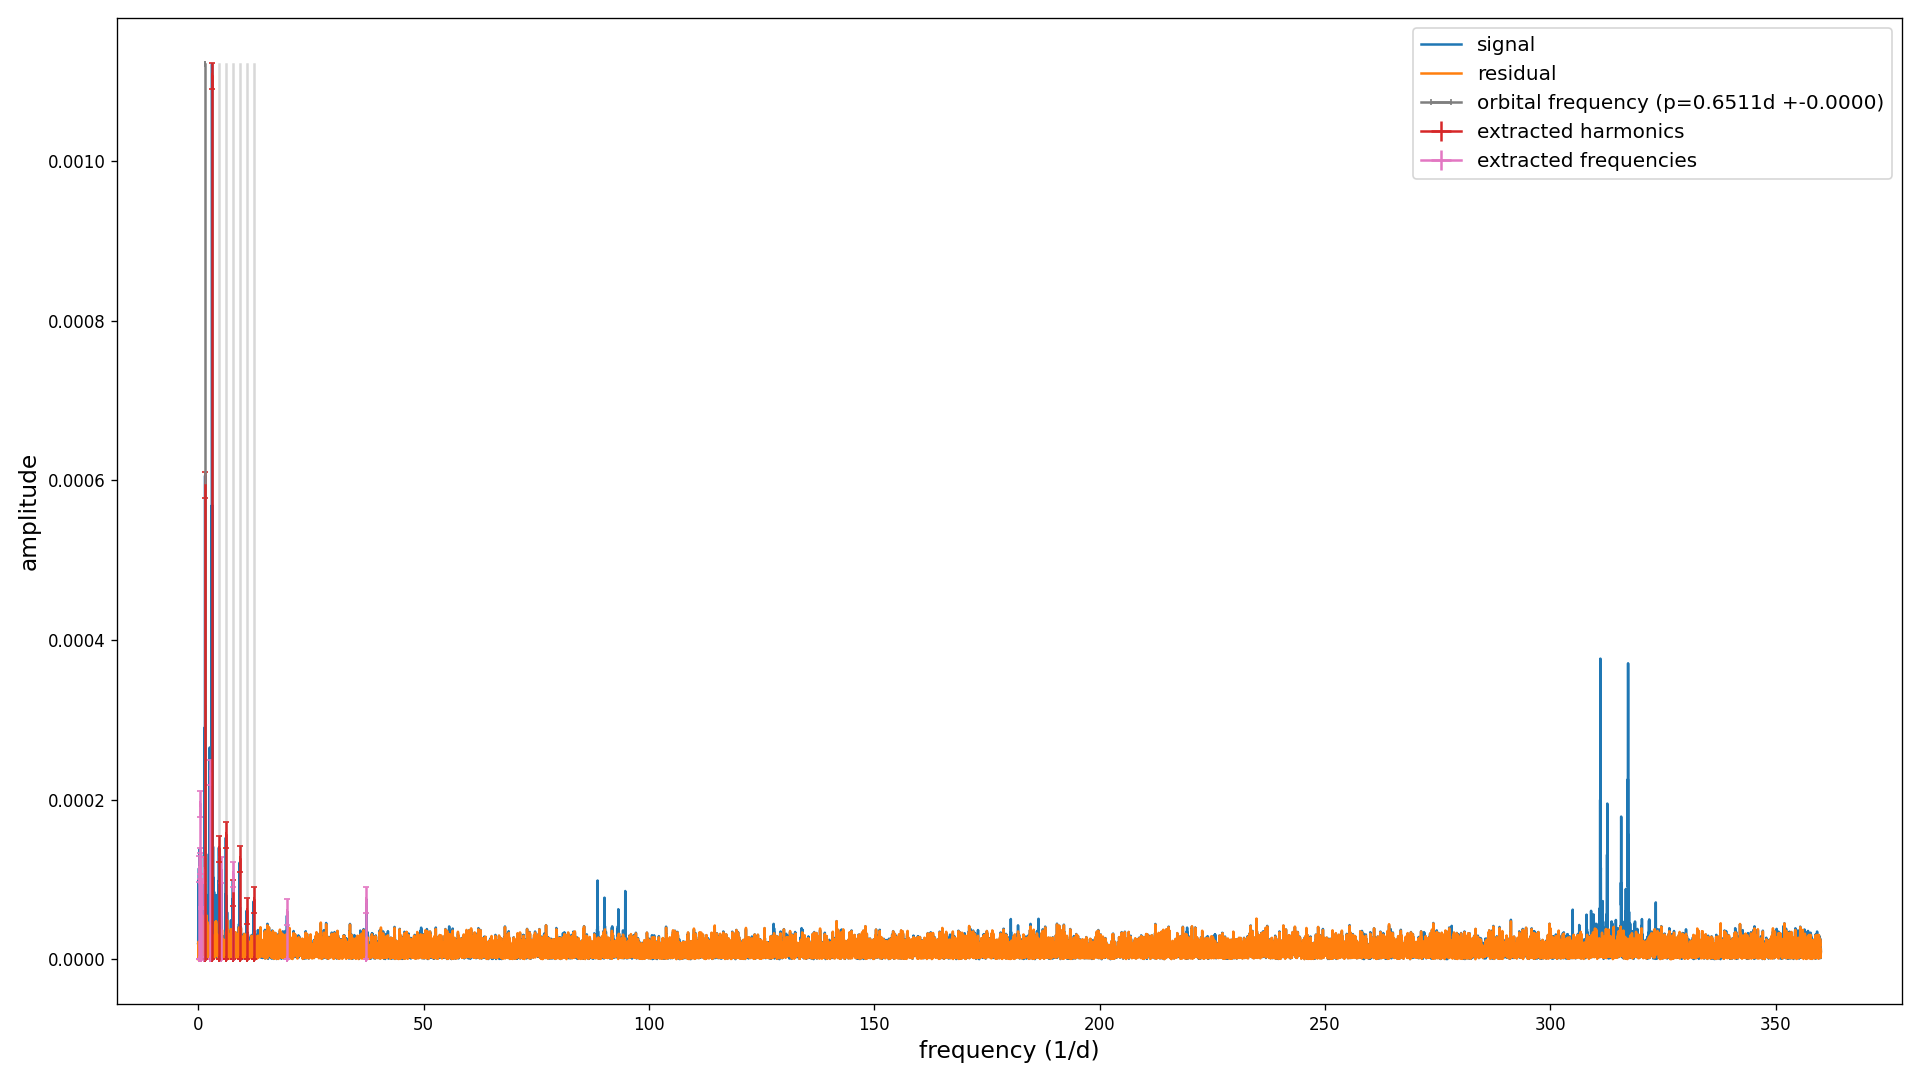 signal
residual
orbital frequency (p=0.6511d +-0.0000)
extracted harmonics
extracted frequencies
amplitude
0.0010
0.0008
0.0006
0.0004
0.0002
0.0000
0 50 100 150 200 250 300 350
frequency (1/d)